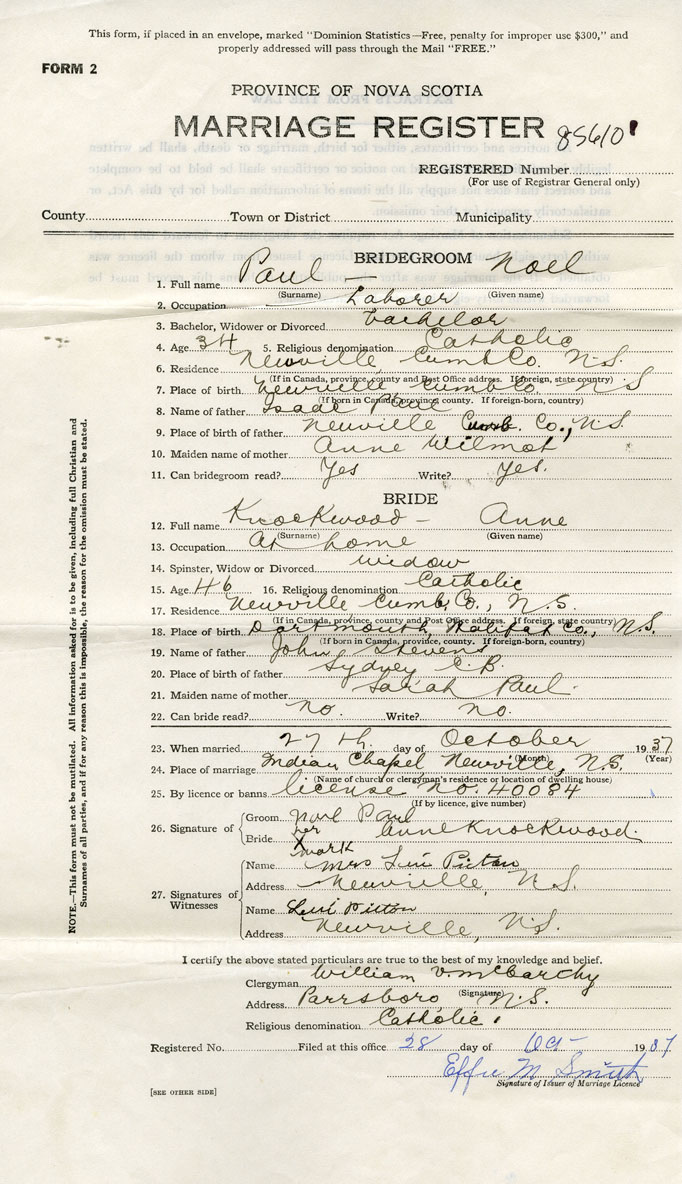 This form, if placed in an envelope, marked "Dominion Statistics—Free, penalty for improper use $300," and
properly addressed will pass through the Mail "FREE."
FORM 2
PROVINCE OF NOVA SCOTIA
MARRIAGE REGISTER 85610
REGISTERED Number
(For use of Registrar General only)
County Town or District Municipality
BRIDEGROOM
1. Full name Paul — Noel
(Surname) (Given name)
2. Occupation Laborer
3. Bachelor, Widower or Divorced bachelor
4. Age 34 5. Religious denomination Catholic
6. Residence Newville Cumb Co. N.S.
(If in Canada, province, county and Post Office address. If foreign, state country)
7. Place of birth Newville Cumb Co. N S
(If born in Canada, province, county. If foreign-born, country)
8. Name of father Isaac Paul
9. Place of birth of father Newville Cumb. Co., N.S.
10. Maiden name of mother Anne Wilmot
11. Can bridegroom read? Yes Write? Yes.
BRIDE
12. Full name Knockwood — Anne
(Surname) (Given name)
13. Occupation at home
14. Spinster, Widow or Divorced widow
15. Age 46 16. Religious denomination Catholic
17. Residence Newville Cumb. Co., N.S.
(If in Canada, province, county and Post Office address. If foreign, state country)
18. Place of birth Dartmouth, Halifax Co., N.S.
(If born in Canada, province, county. If foreign-born, country)
19. Name of father John Stevens
20. Place of birth of father Sydney C.B.
21. Maiden name of mother Sarah Paul.
22. Can bride read? no. Write? no.
23. When married 27 th. day of October 1937
(Month) (Year)
24. Place of marriage Indian Chapel Newville, N.S.
(Name of church or clergyman's residence or location of dwelling house)
25. By licence or banns license no. 40084
(If by licence, give number)
26. Signature of Groom Noel Paul
Bride her X mark Anne Knockwood.
27. Signatures of Witnesses
Name Mrs
Address Newville, N.S.
Name
Address Newville, N.S.
I certify the above stated particulars are true to the best of my knowledge and belief.
Clergyman William V. McCarthy
(Signature)
Address Parrsboro N.S.
Religious denomination Catholic.
Registered No. Filed at this office 28 day of Oct 1937
Effie M Smith
Signature of Issuer of Marriage Licence
[SEE OTHER SIDE]
NOTE.—This form must not be mutilated. All information asked for is to be given, including full Christian and
Surnames of all parties, and if for any reason this is impossible, the reason for the omission must be stated.